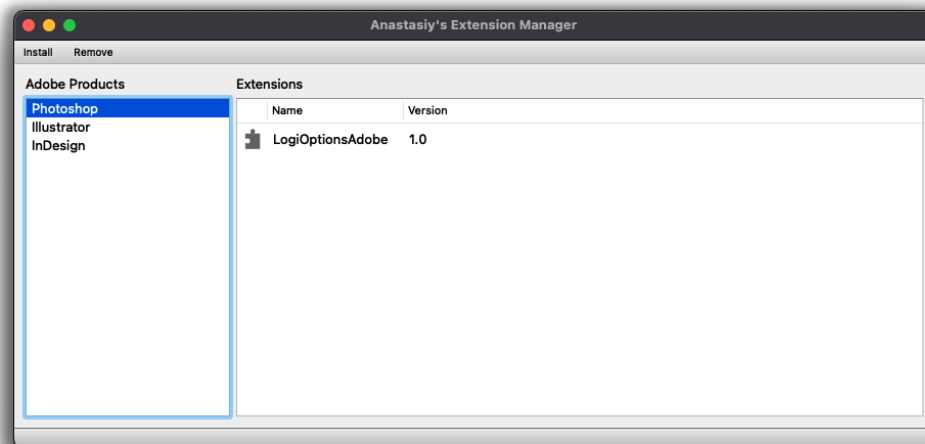 Anastasiy's Extension Manager
Install Remove
Adobe Products
Photoshop
Illustrator
InDesign
Extensions
Name Version
LogiOptionsAdobe 1.0